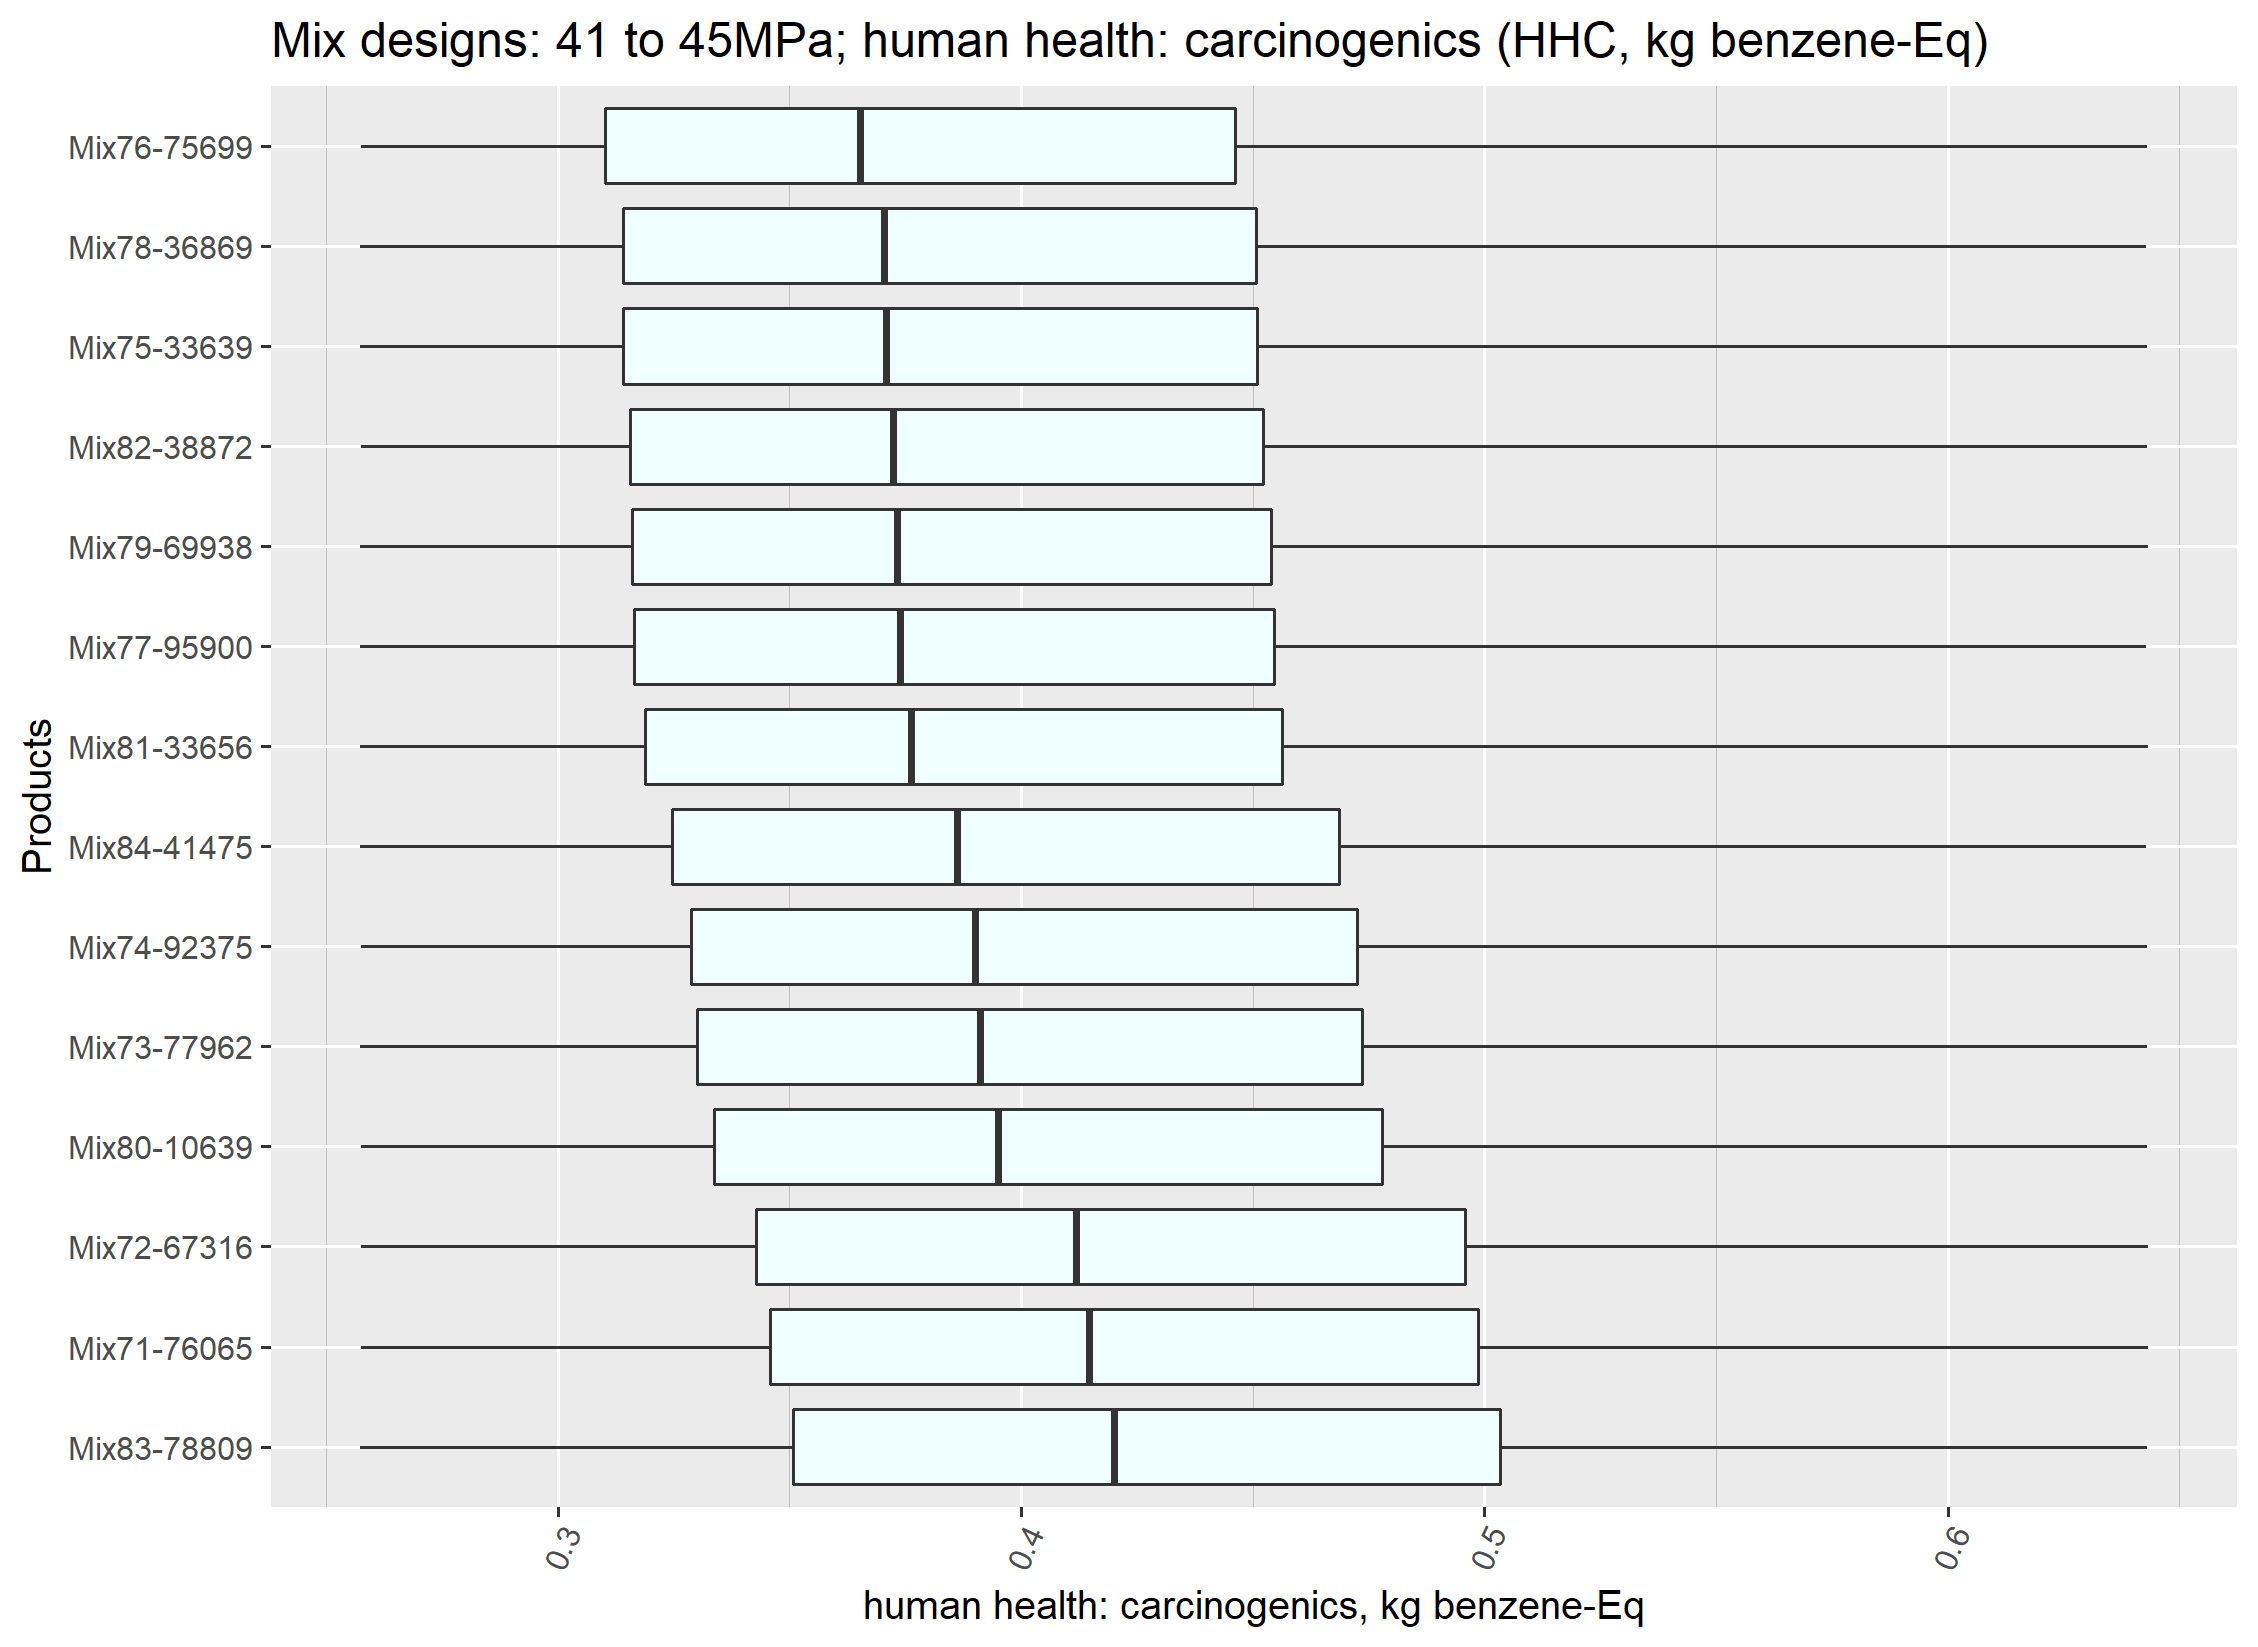 Mix designs: 41 to 45MPa; human health: carcinogenics (HHC, kg benzene-Eq)
Products
Mix76-75699
Mix78-36869
Mix75-33639
Mix82-38872
Mix79-69938
Mix77-95900
Mix81-33656
Mix84-41475
Mix74-92375
Mix73-77962
Mix80-10639
Mix72-67316
Mix71-76065
Mix83-78809
0.3 0.4 0.5 0.6
human health: carcinogenics, kg benzene-Eq